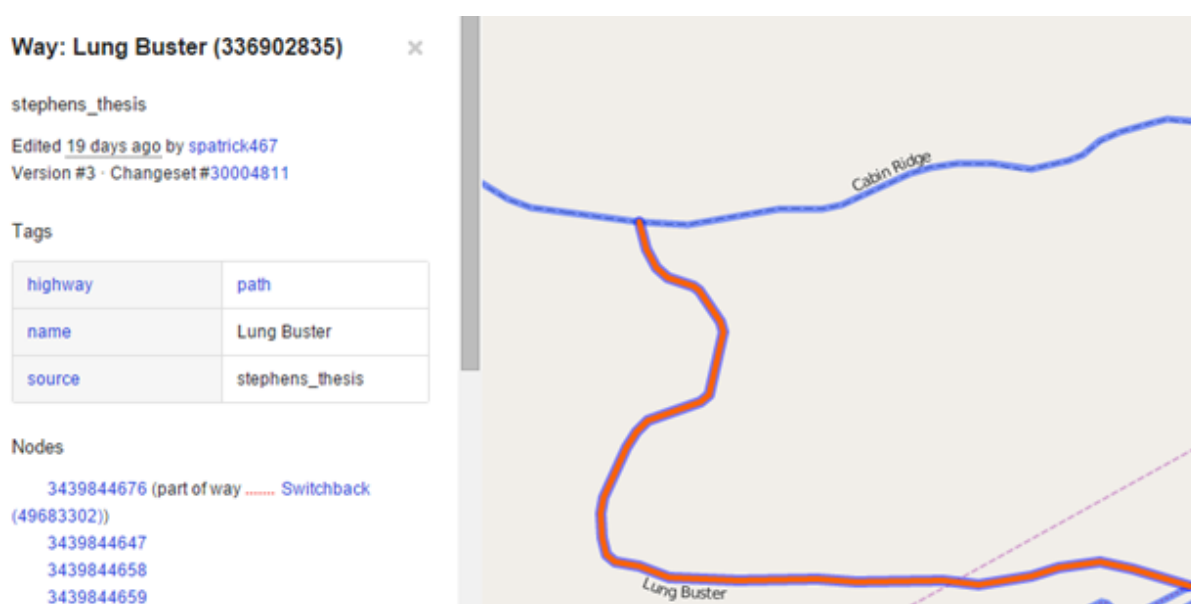 Way: Lung Buster (336902835)
×
stephens_thesis
Edited 19 days ago by spatrick467
Version #3 · Changeset #30004811
Tags
highway path
name Lung Buster
source stephens_thesis
Nodes
3439844676 (part of way ....... Switchback
(49683302))
3439844647
3439844658
3439844659
Cabin Ridge
Lung Buster